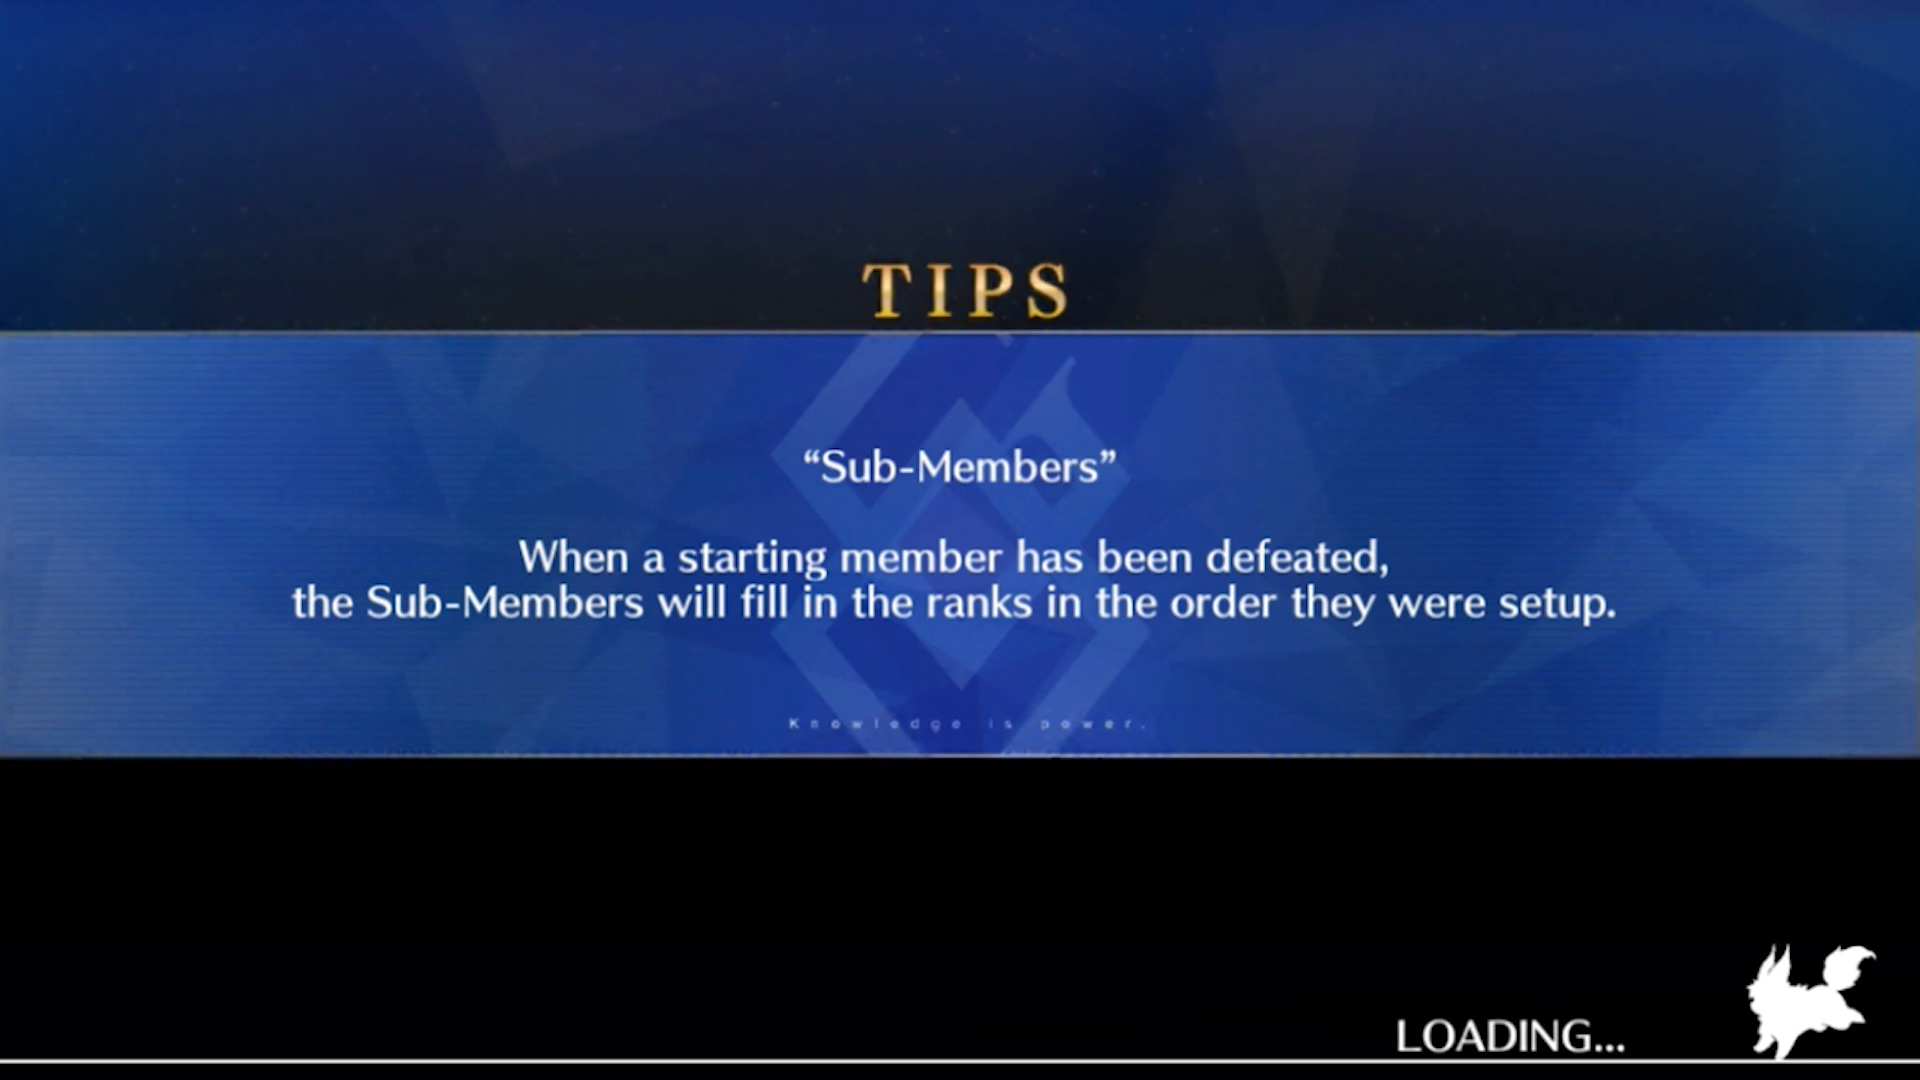 TIPS
“Sub-Members”
When a starting member has been defeated,
the Sub-Members will fill in the ranks in the order they were setup.
Knowledge is power.
LOADING...